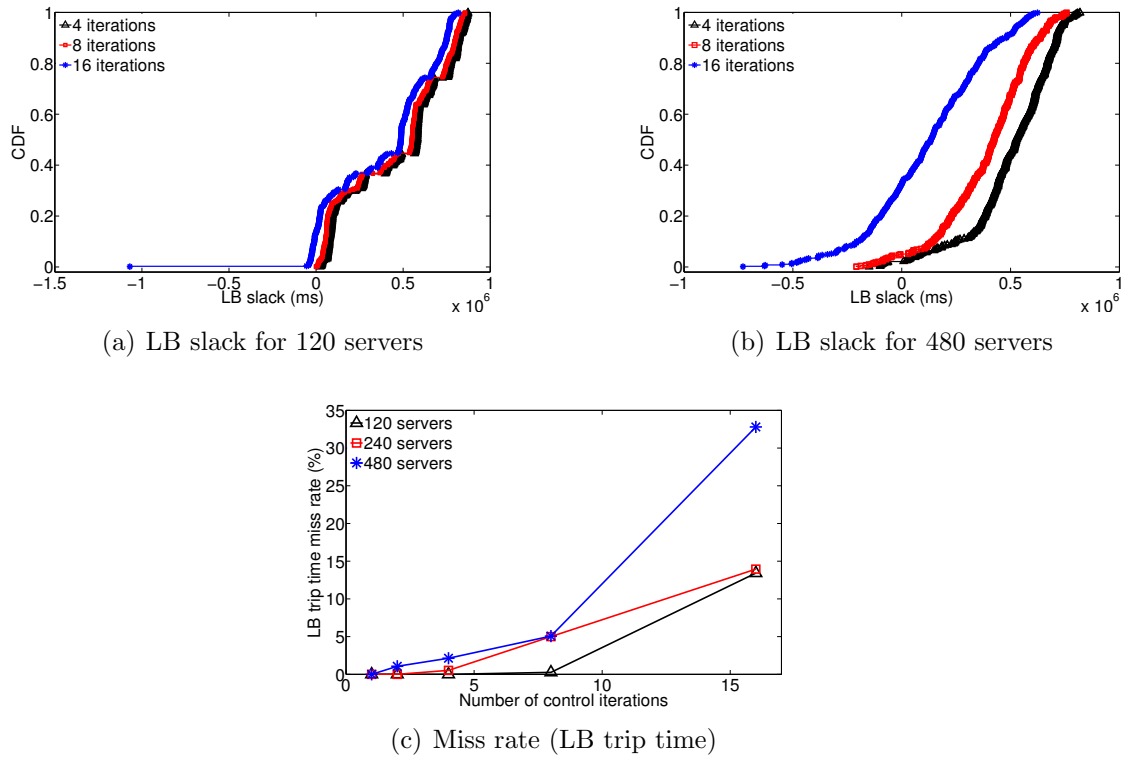 1
0.8
0.6
0.4
0.2
0
CDF
4 iterations
8 iterations
16 iterations
−1.5 −1 −0.5 0 0.5 1
LB slack (ms)
x 10^6
(a) LB slack for 120 servers
1
0.8
0.6
0.4
0.2
0
CDF
4 iterations
8 iterations
16 iterations
−1 −0.5 0 0.5 1
LB slack (ms)
x 10^6
(b) LB slack for 480 servers
35
30
25
20
15
10
5
0
LB trip time miss rate (%)
120 servers
240 servers
480 servers
0 5 10 15
Number of control iterations
(c) Miss rate (LB trip time)